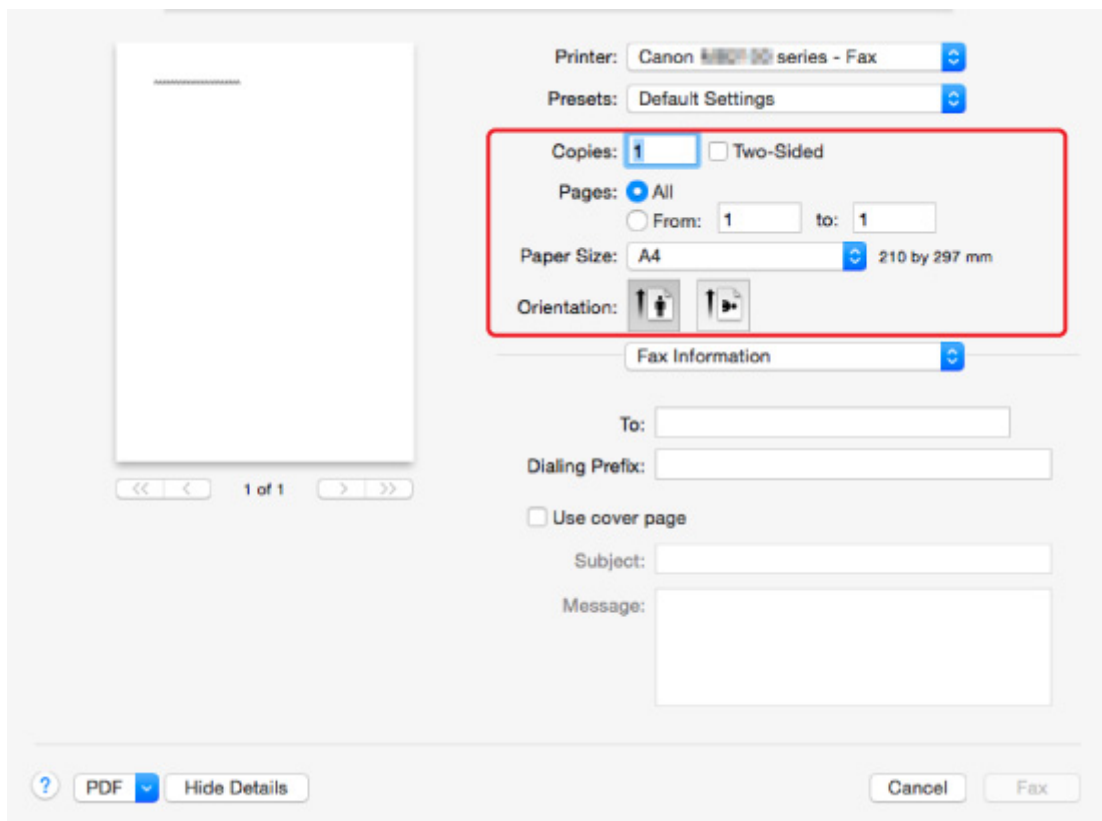 Printer: Canon series - Fax
Presets: Default Settings
Copies: 1 Two-Sided
Pages: All
From: 1 to: 1
Paper Size: A4 210 by 297 mm
Orientation:
Fax Information
To:
Dialing Prefix:
1 of 1
Use cover page
Subject:
Message:
? PDF Hide Details Cancel Fax